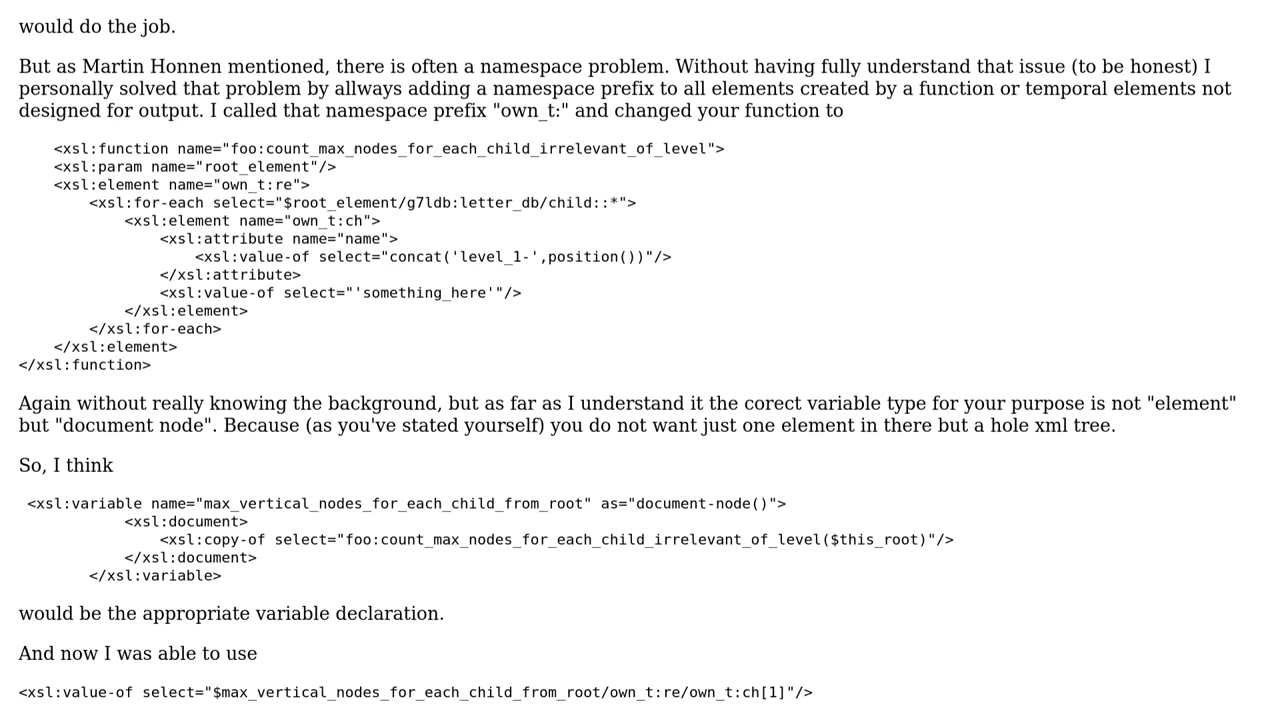 would do the job.
But as Martin Honnen mentioned, there is often a namespace problem. Without having fully understand that issue (to be honest) I
personally solved that problem by allways adding a namespace prefix to all elements created by a function or temporal elements not
designed for output. I called that namespace prefix "own_t:" and changed your function to
    <xsl:function name="foo:count_max_nodes_for_each_child_irrelevant_of_level">
    <xsl:param name="root_element"/>
    <xsl:element name="own_t:re">
        <xsl:for-each select="$root_element/g7ldb:letter_db/child::*">
            <xsl:element name="own_t:ch">
                <xsl:attribute name="name">
                    <xsl:value-of select="concat('level_1-',position())"/>
                </xsl:attribute>
                <xsl:value-of select="'something_here'"/>
            </xsl:element>
        </xsl:for-each>
    </xsl:element>
</xsl:function>
Again without really knowing the background, but as far as I understand it the corect variable type for your purpose is not "element"
but "document node". Because (as you've stated yourself) you do not want just one element in there but a hole xml tree.
So, I think
 <xsl:variable name="max_vertical_nodes_for_each_child_from_root" as="document-node()">
            <xsl:document>
                <xsl:copy-of select="foo:count_max_nodes_for_each_child_irrelevant_of_level($this_root)"/>
            </xsl:document>
        </xsl:variable>
would be the appropriate variable declaration.
And now I was able to use
<xsl:value-of select="$max_vertical_nodes_for_each_child_from_root/own_t:re/own_t:ch[1]"/>